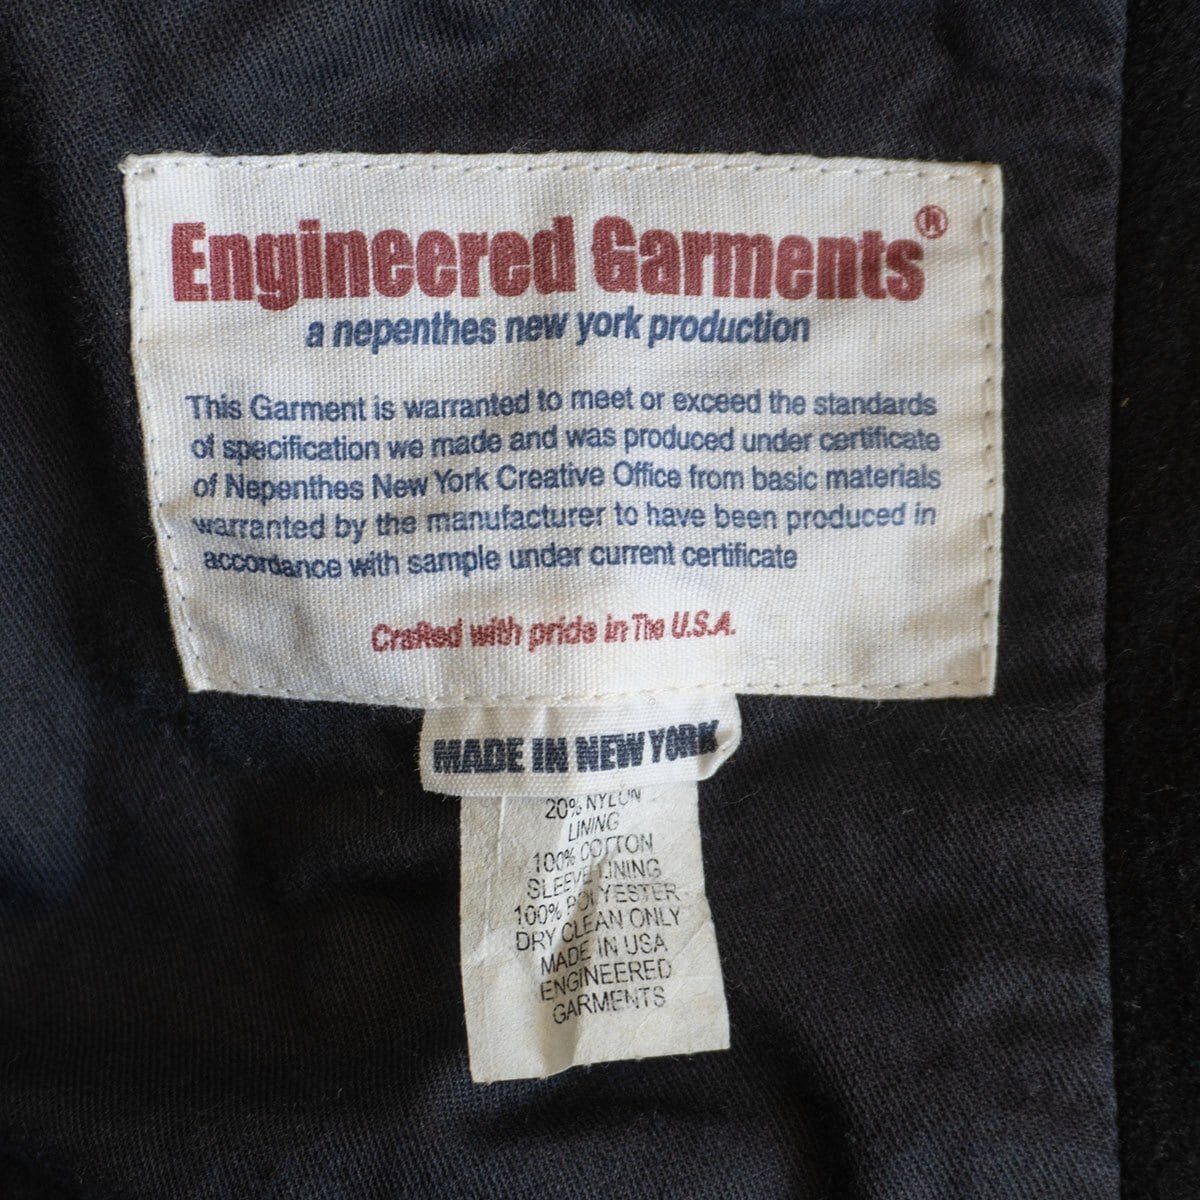 Engineered Garments®
a nepenthes new york production
This Garment is warranted to meet or exceed the standards
of specification we made and was produced under certificate
of Nepenthes New York Creative Office from basic materials
warranted by the manufacturer to have been produced in
accordance with sample under current certificate
Crafted with pride in The U.S.A.
MADE IN NEW YORK
20% NYLON
LINING
100% COTTON
SLEEVE LINING
100% POLYESTER
DRY CLEAN ONLY
MADE IN USA
ENGINEERED
GARMENTS